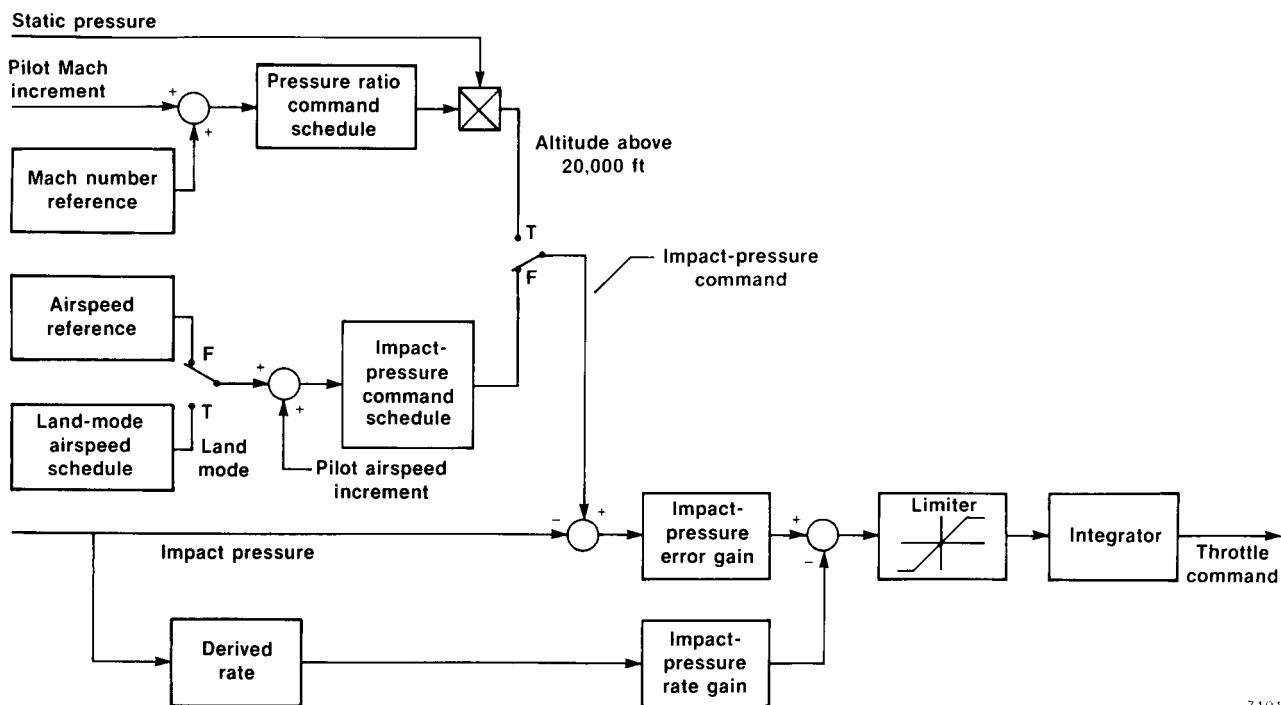 Static pressure
Pilot Mach
increment
+
+
Pressure ratio
command
schedule
Mach number
reference
Altitude above
20,000 ft
T
F
Impact-pressure
command
Airspeed
reference
F
T
Land
mode
Land-mode
airspeed
schedule
+
+
Impact-
pressure
command
schedule
Pilot airspeed
increment
Impact pressure
−
+
Impact-
pressure
error gain
+
−
Limiter
Integrator
Throttle
command
Derived
rate
Impact-
pressure
rate gain